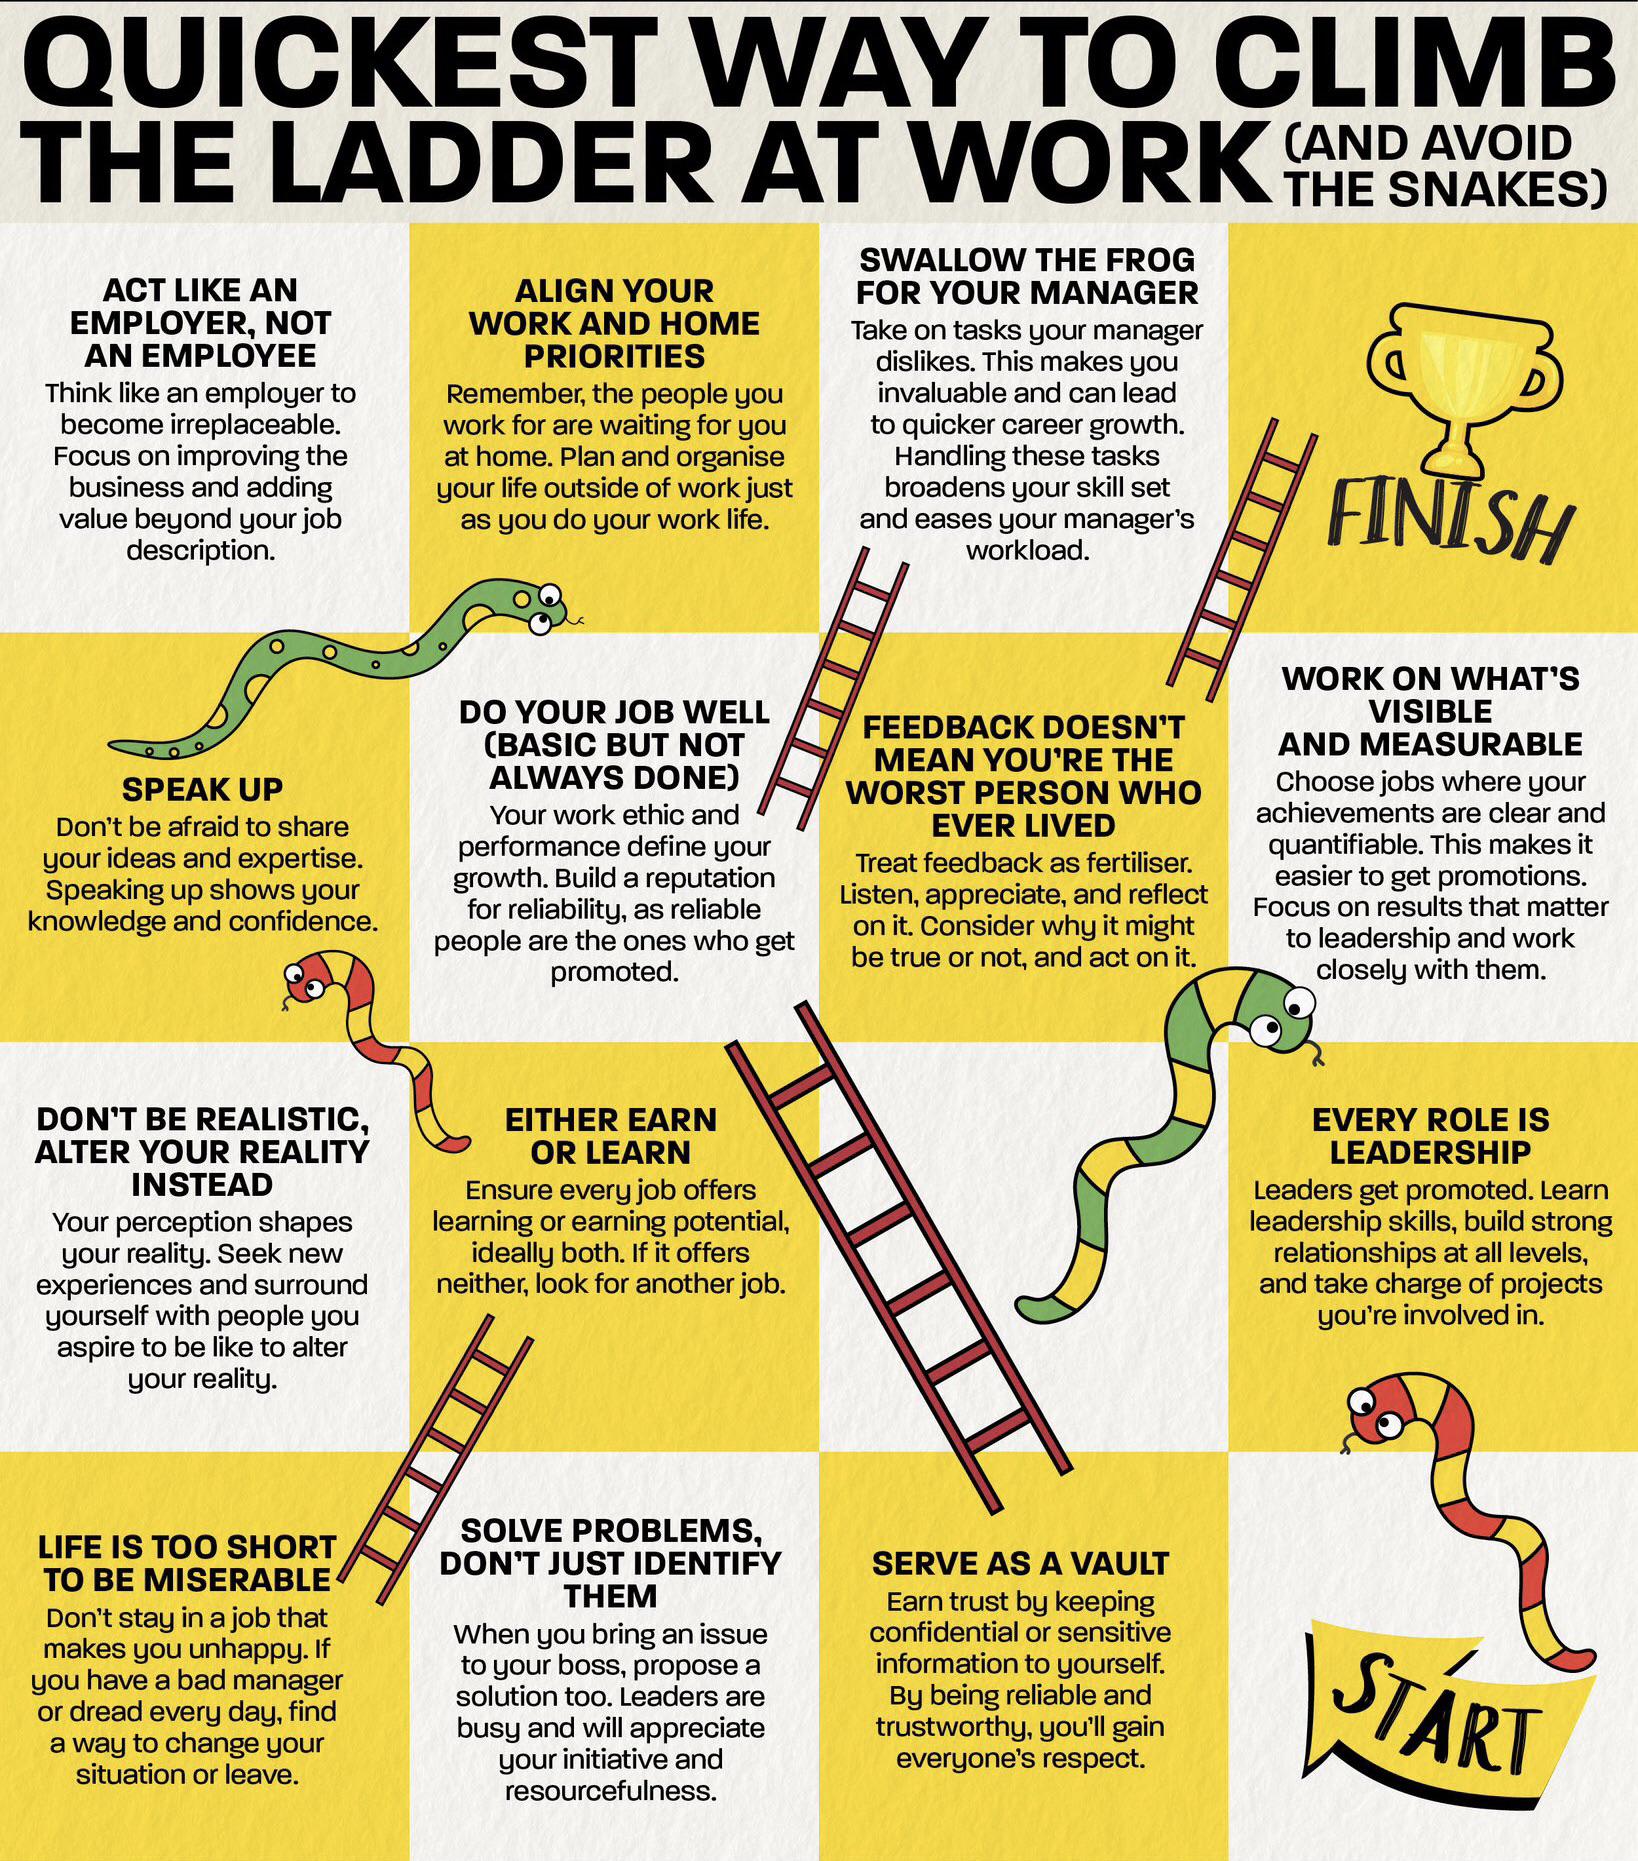 QUICKEST WAY TO CLIMB
THE LADDER AT WORK (AND AVOID
THE SNAKES)
ACT LIKE AN
EMPLOYER, NOT
AN EMPLOYEE
Think like an employer to
become irreplaceable.
Focus on improving the
business and adding
value beyond your job
description.
ALIGN YOUR
WORK AND HOME
PRIORITIES
Remember, the people you
work for are waiting for you
at home. Plan and organise
your life outside of work just
as you do your work life.
SWALLOW THE FROG
FOR YOUR MANAGER
Take on tasks your manager
dislikes. This makes you
invaluable and can lead
to quicker career growth.
Handling these tasks
broadens your skill set
and eases your manager's
workload.
FINISH
SPEAK UP
Don't be afraid to share
your ideas and expertise.
Speaking up shows your
knowledge and confidence.
DO YOUR JOB WELL
(BASIC BUT NOT
ALWAYS DONE)
Your work ethic and
performance define your
growth. Build a reputation
for reliability, as reliable
people are the ones who get
promoted.
FEEDBACK DOESN'T
MEAN YOU'RE THE
WORST PERSON WHO
EVER LIVED
Treat feedback as fertiliser.
Listen, appreciate, and reflect
on it. Consider why it might
be true or not, and act on it.
WORK ON WHAT'S
VISIBLE
AND MEASURABLE
Choose jobs where your
achievements are clear and
quantifiable. This makes it
easier to get promotions.
Focus on results that matter
to leadership and work
closely with them.
DON'T BE REALISTIC,
ALTER YOUR REALITY
INSTEAD
Your perception shapes
your reality. Seek new
experiences and surround
yourself with people you
aspire to be like to alter
your reality.
EITHER EARN
OR LEARN
Ensure every job offers
learning or earning potential,
ideally both. If it offers
neither, look for another job.
EVERY ROLE IS
LEADERSHIP
Leaders get promoted. Learn
leadership skills, build strong
relationships at all levels,
and take charge of projects
you're involved in.
LIFE IS TOO SHORT
TO BE MISERABLE
Don't stay in a job that
makes you unhappy. If
you have a bad manager
or dread every day, find
a way to change your
situation or leave.
SOLVE PROBLEMS,
DON'T JUST IDENTIFY
THEM
When you bring an issue
to your boss, propose a
solution too. Leaders are
busy and will appreciate
your initiative and
resourcefulness.
SERVE AS A VAULT
Earn trust by keeping
confidential or sensitive
information to yourself.
By being reliable and
trustworthy, you'll gain
everyone's respect.
START